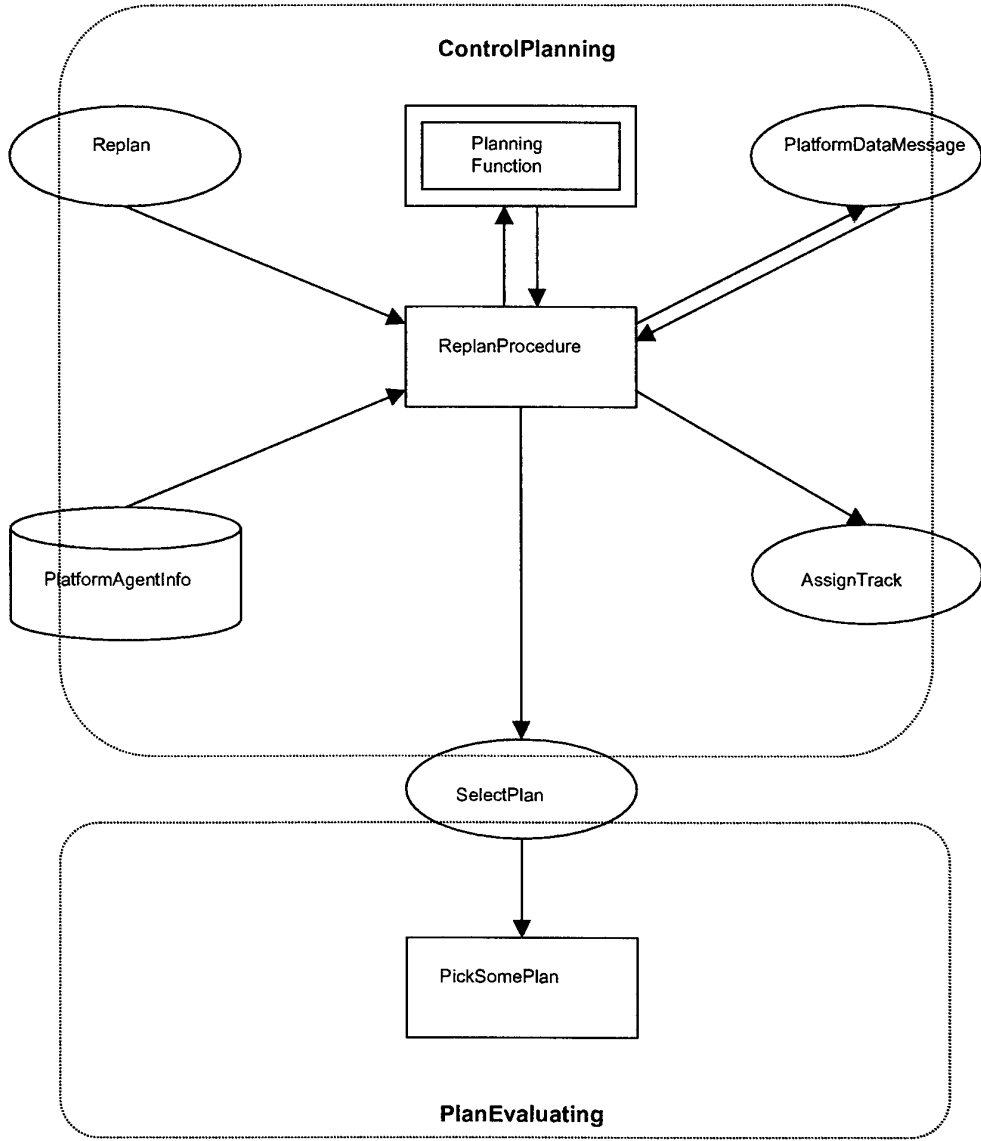 ControlPlanning
Replan
Planning
Function
PlatformDataMessage
ReplanProcedure
PlatformAgentInfo
AssignTrack
SelectPlan
PickSomePlan
PlanEvaluating